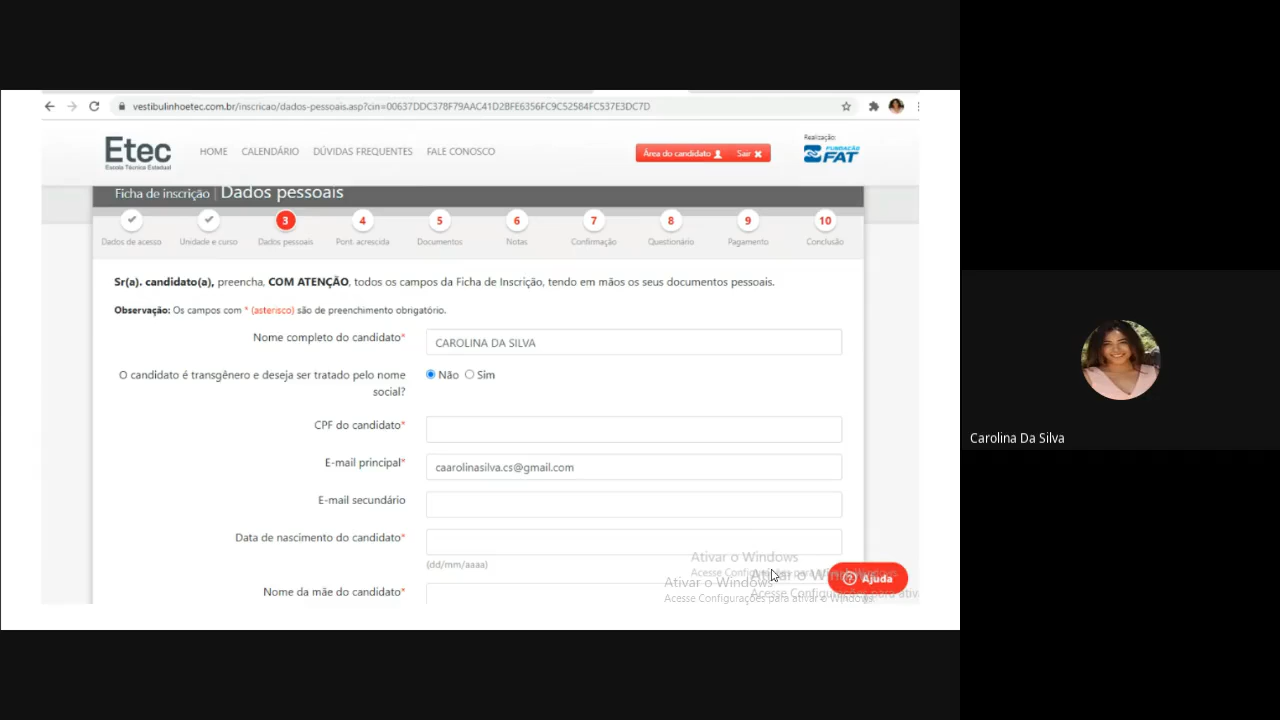 vestibulinhoetec.com.br/inscricao/dados-pessoais.asp?cin=00637DDC378F79AAC41D2BFE6356FC9C52584FC537E3DC7D
Etec
Escola Técnica Estadual
HOME CALENDÁRIO DÚVIDAS FREQUENTES FALE CONOSCO
Área do candidato Sair
Realização:
FUNDAÇÃO
FAT
Ficha de inscrição | Dados pessoais
3 4 5 6 7 8 9 10
Dados de acesso Unidade e curso Dados pessoais Pont. acrescida Documentos Notas Confirmação Questionário Pagamento Conclusão
Sr(a). candidato(a), preencha, COM ATENÇÃO, todos os campos da Ficha de Inscrição, tendo em mãos os seus documentos pessoais.
Observação: Os campos com * (asterisco) são de preenchimento obrigatório.
Nome completo do candidato* CAROLINA DA SILVA
O candidato é transgênero e deseja ser tratado pelo nome
social? Não Sim
CPF do candidato*
E-mail principal* caarolinasilva.cs@gmail.com
E-mail secundário
Data de nascimento do candidato*
(dd/mm/aaaa)
Nome da mãe do candidato*
Ativar o Windows
Ativar o Windows
Acesse Configurações para ativar o Windows.
Ajuda
Carolina Da Silva